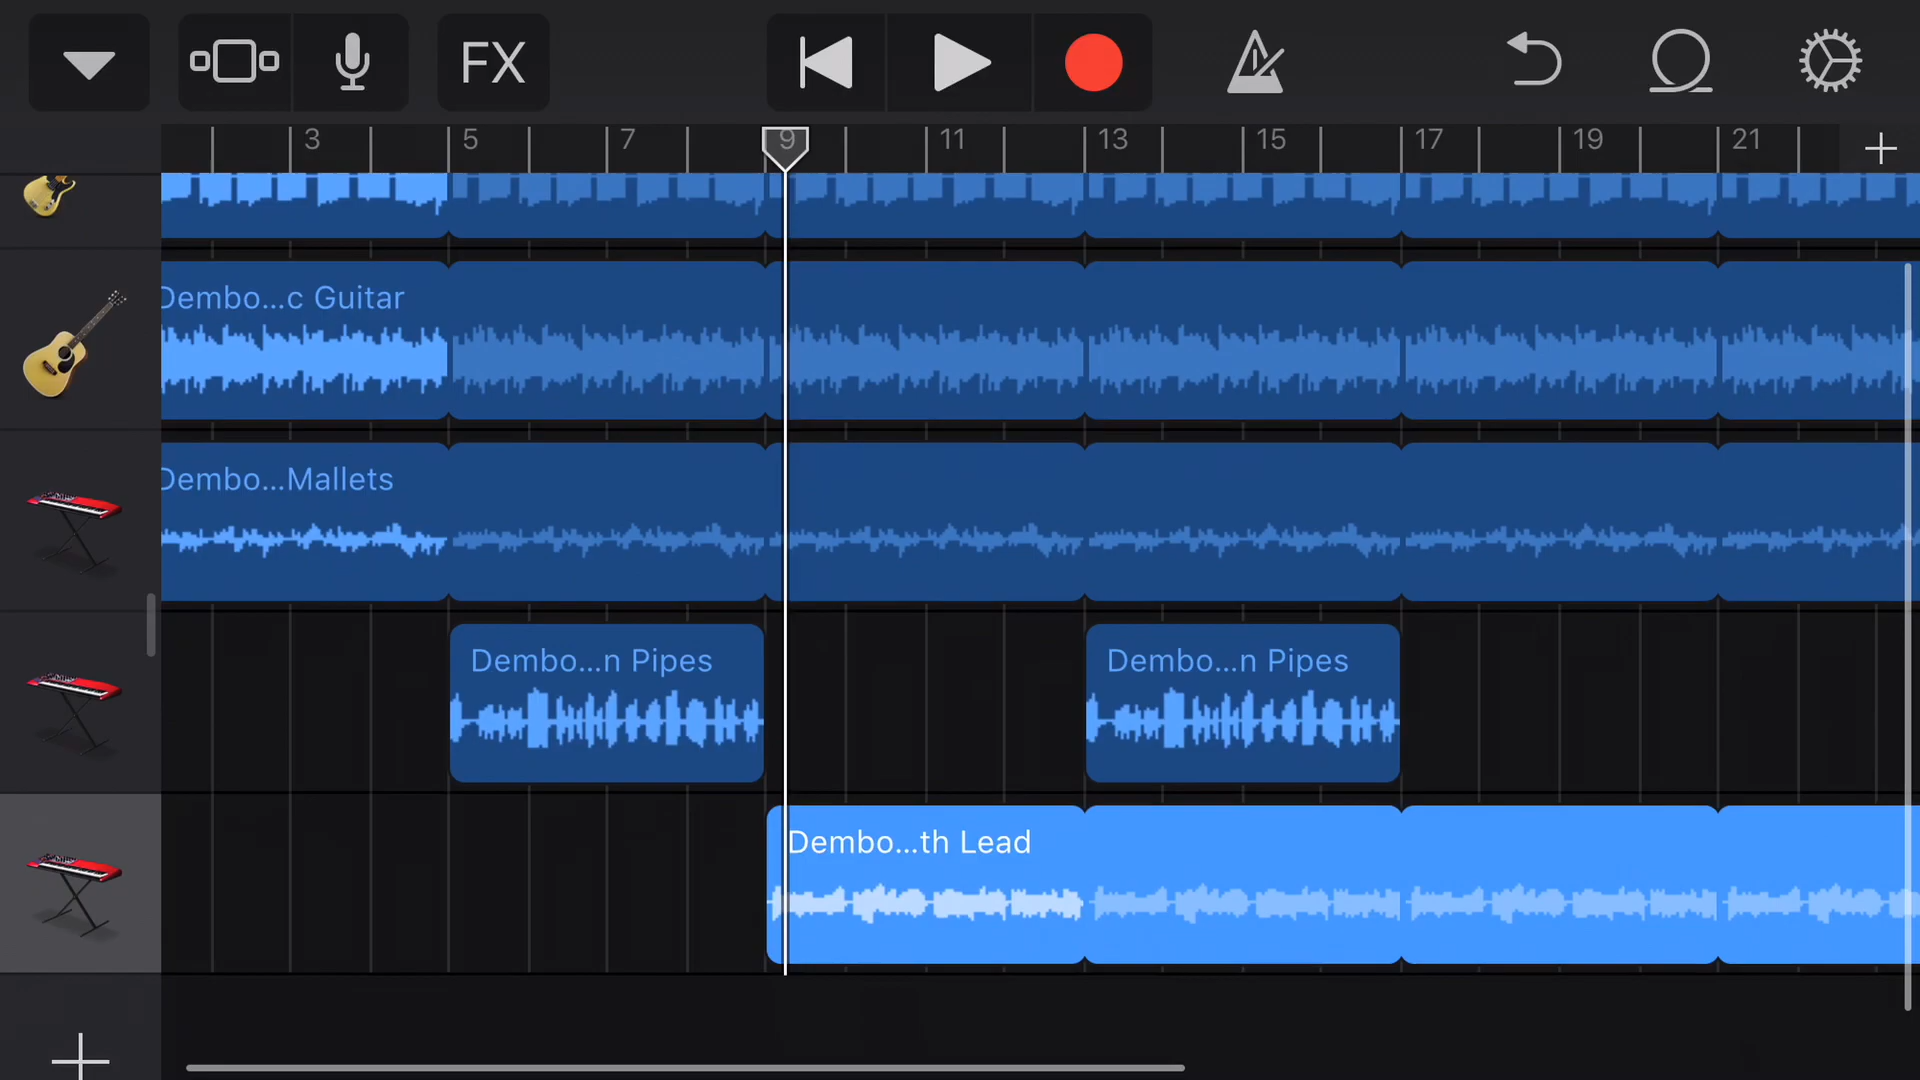 FX
3 5 7 9 11 13 15 17 19 21
Dembo...c Guitar
Dembo...Mallets
Dembo...n Pipes Dembo...n Pipes
Dembo...th Lead